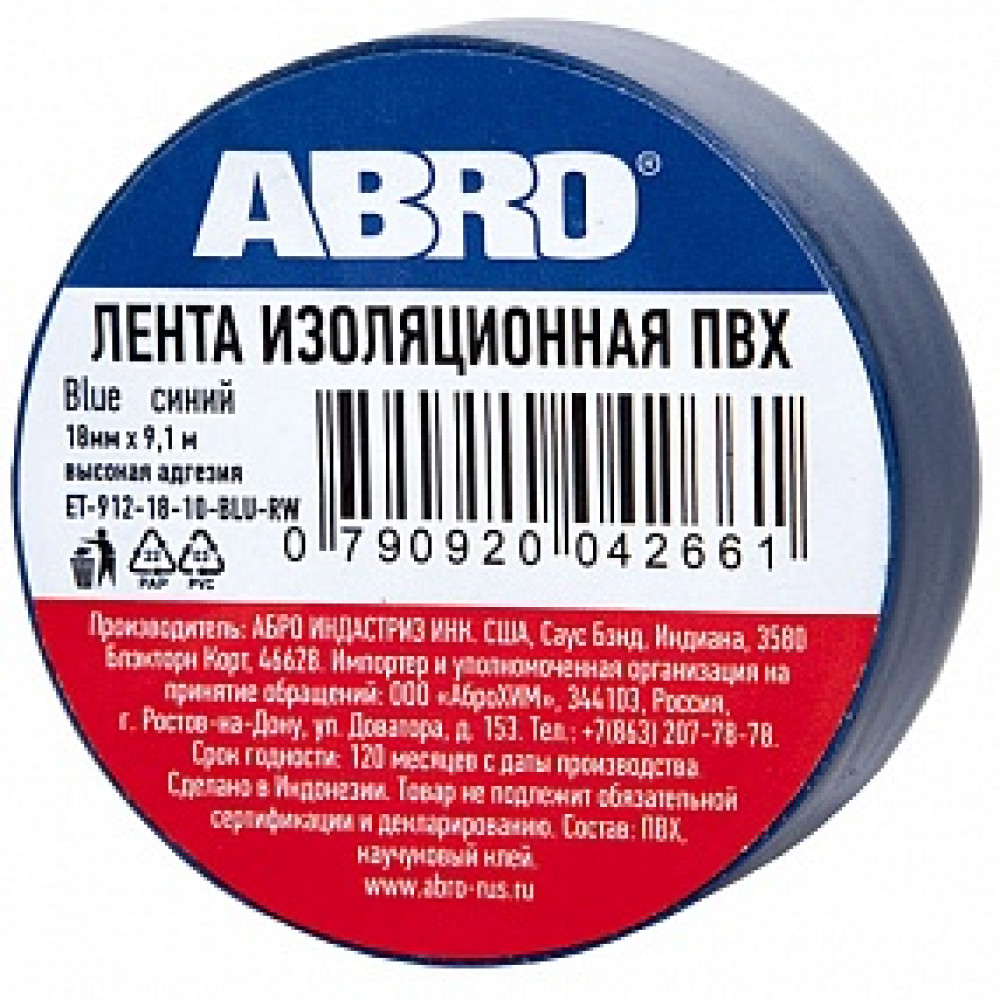 ABRO®
ЛЕНТА ИЗОЛЯЦИОННАЯ ПВХ
Blue синий
18мм х 9,1 м
высокая адгезия
ET-912-18-10-BLU-RW
0 790920 042661
PAP PVC
Производитель: АБРО ИНДАСТРИЗ ИНК. США, Саус Бэнд, Индиана, 3580
Блэкторн Корт, 46628. Импортер и уполномоченная организация на
принятие обращений: ООО «АброХИМ», 344103, Россия,
г. Ростов-на-Дону, ул. Доватора, д. 153. Тел.: +7(863) 207-78-78.
Срок годности: 120 месяцев с даты производства.
Сделано в Индонезии. Товар не подлежит обязательной
сертификации и декларированию. Состав: ПВХ,
каучуковый клей.
www.abro-rus.ru